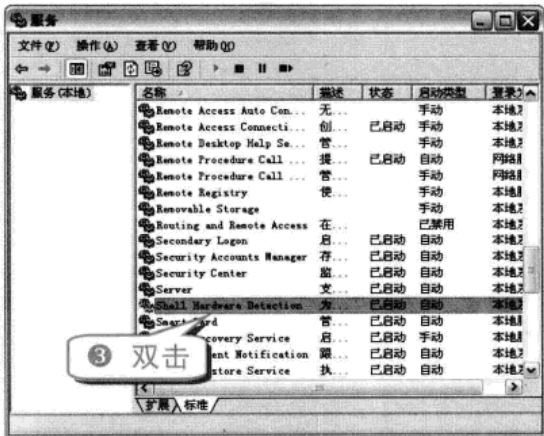 服务
文件(F) 操作(A) 查看(V) 帮助(H)
服务(本地)
名称 描述 状态 启动类型 登录为
Remote Access Auto Con... 无... 手动 本地
Remote Access Connecti... 创... 已启动 手动 本地
Remote Desktop Help Se... 管... 手动 本地
Remote Procedure Call ... 提... 已启动 自动 网络
Remote Procedure Call ... 管... 手动 网络
Remote Registry 使... 手动 本地
Removable Storage 手动 本地
Routing and Remote Access 在... 已禁用 本地
Secondary Logon 启... 已启动 自动 本地
Security Accounts Manager 存... 已启动 自动 本地
Security Center 监... 已启动 自动 本地
Server 支... 已启动 自动 本地
Shell Hardware Detection 为... 已启动 自动 本地
Smart Card 管... 已启动 自动 本地
covery Service 启... 已启动 手动 本地
ent Notification 跟... 已启动 自动 本地
store Service 执... 已启动 自动 本地
❸ 双击
扩展 标准